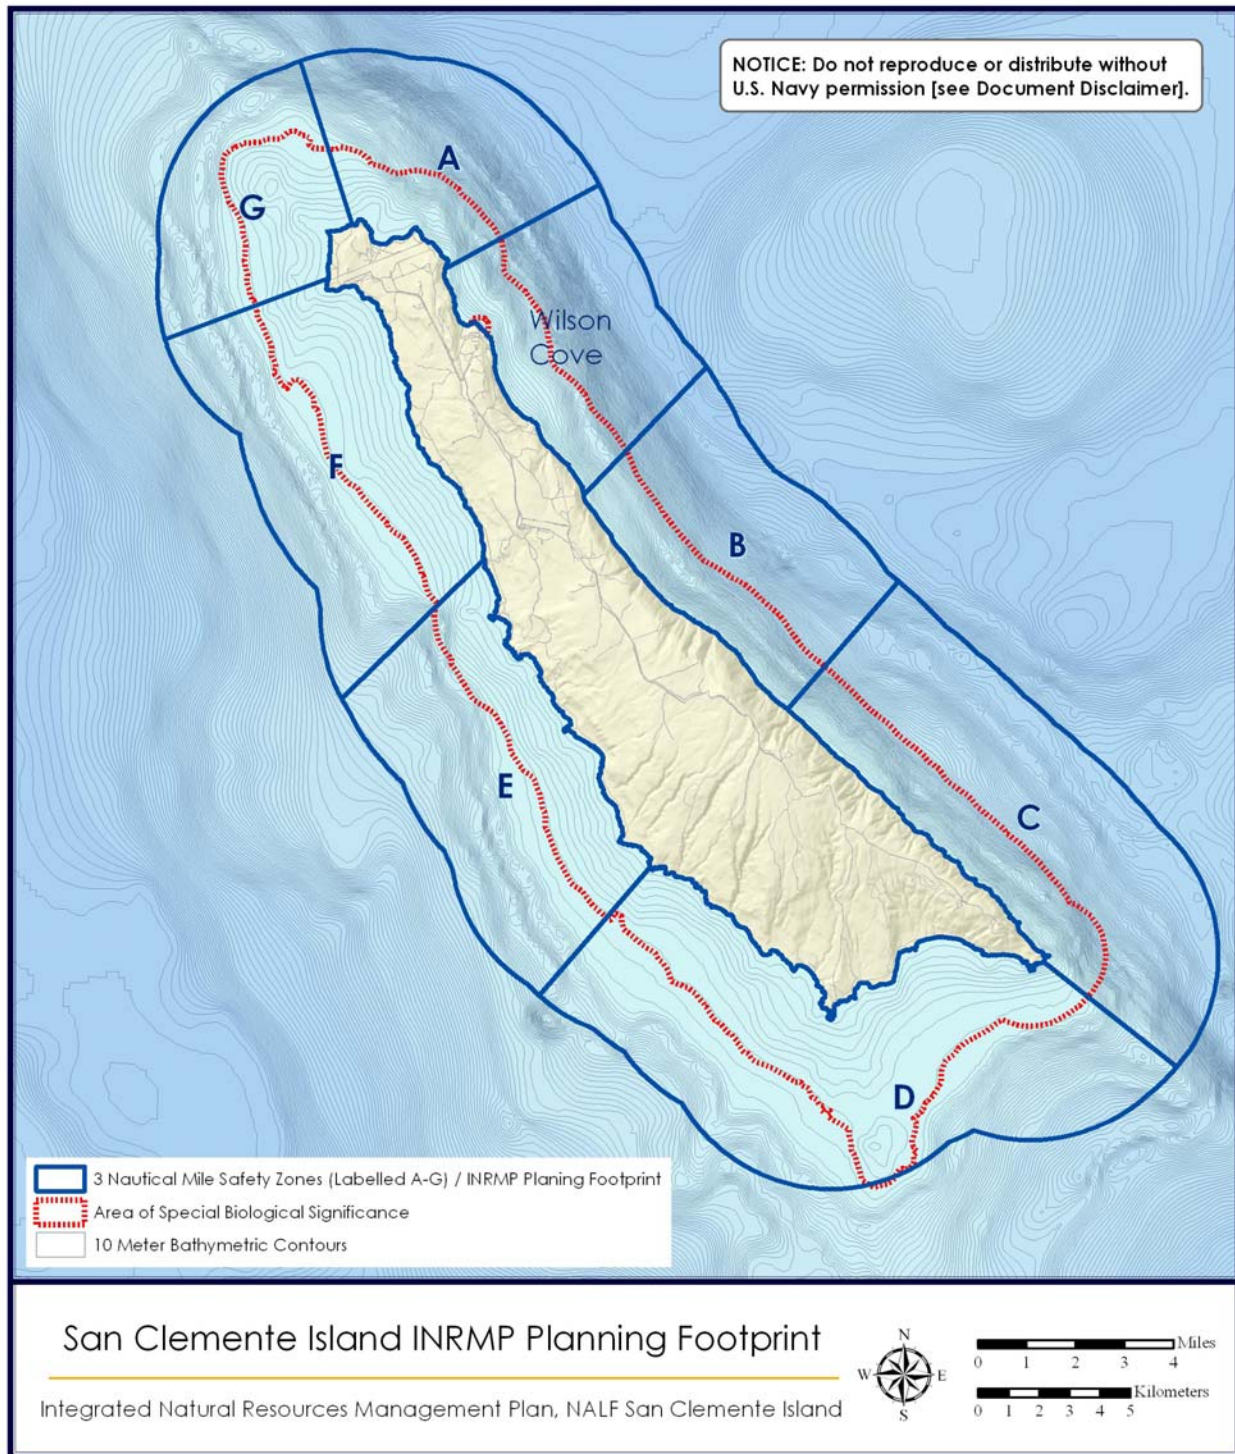 NOTICE: Do not reproduce or distribute without
U.S. Navy permission [see Document Disclaimer].
A
G
Wilson
Cove
F
B
E
C
D
3 Nautical Mile Safety Zones (Labelled A-G) / INRMP Planing Footprint
Area of Special Biological Significance
10 Meter Bathymetric Contours
San Clemente Island INRMP Planning Footprint
Integrated Natural Resources Management Plan, NALF San Clemente Island
N
W E
S
Miles
0 1 2 3 4
Kilometers
0 1 2 3 4 5